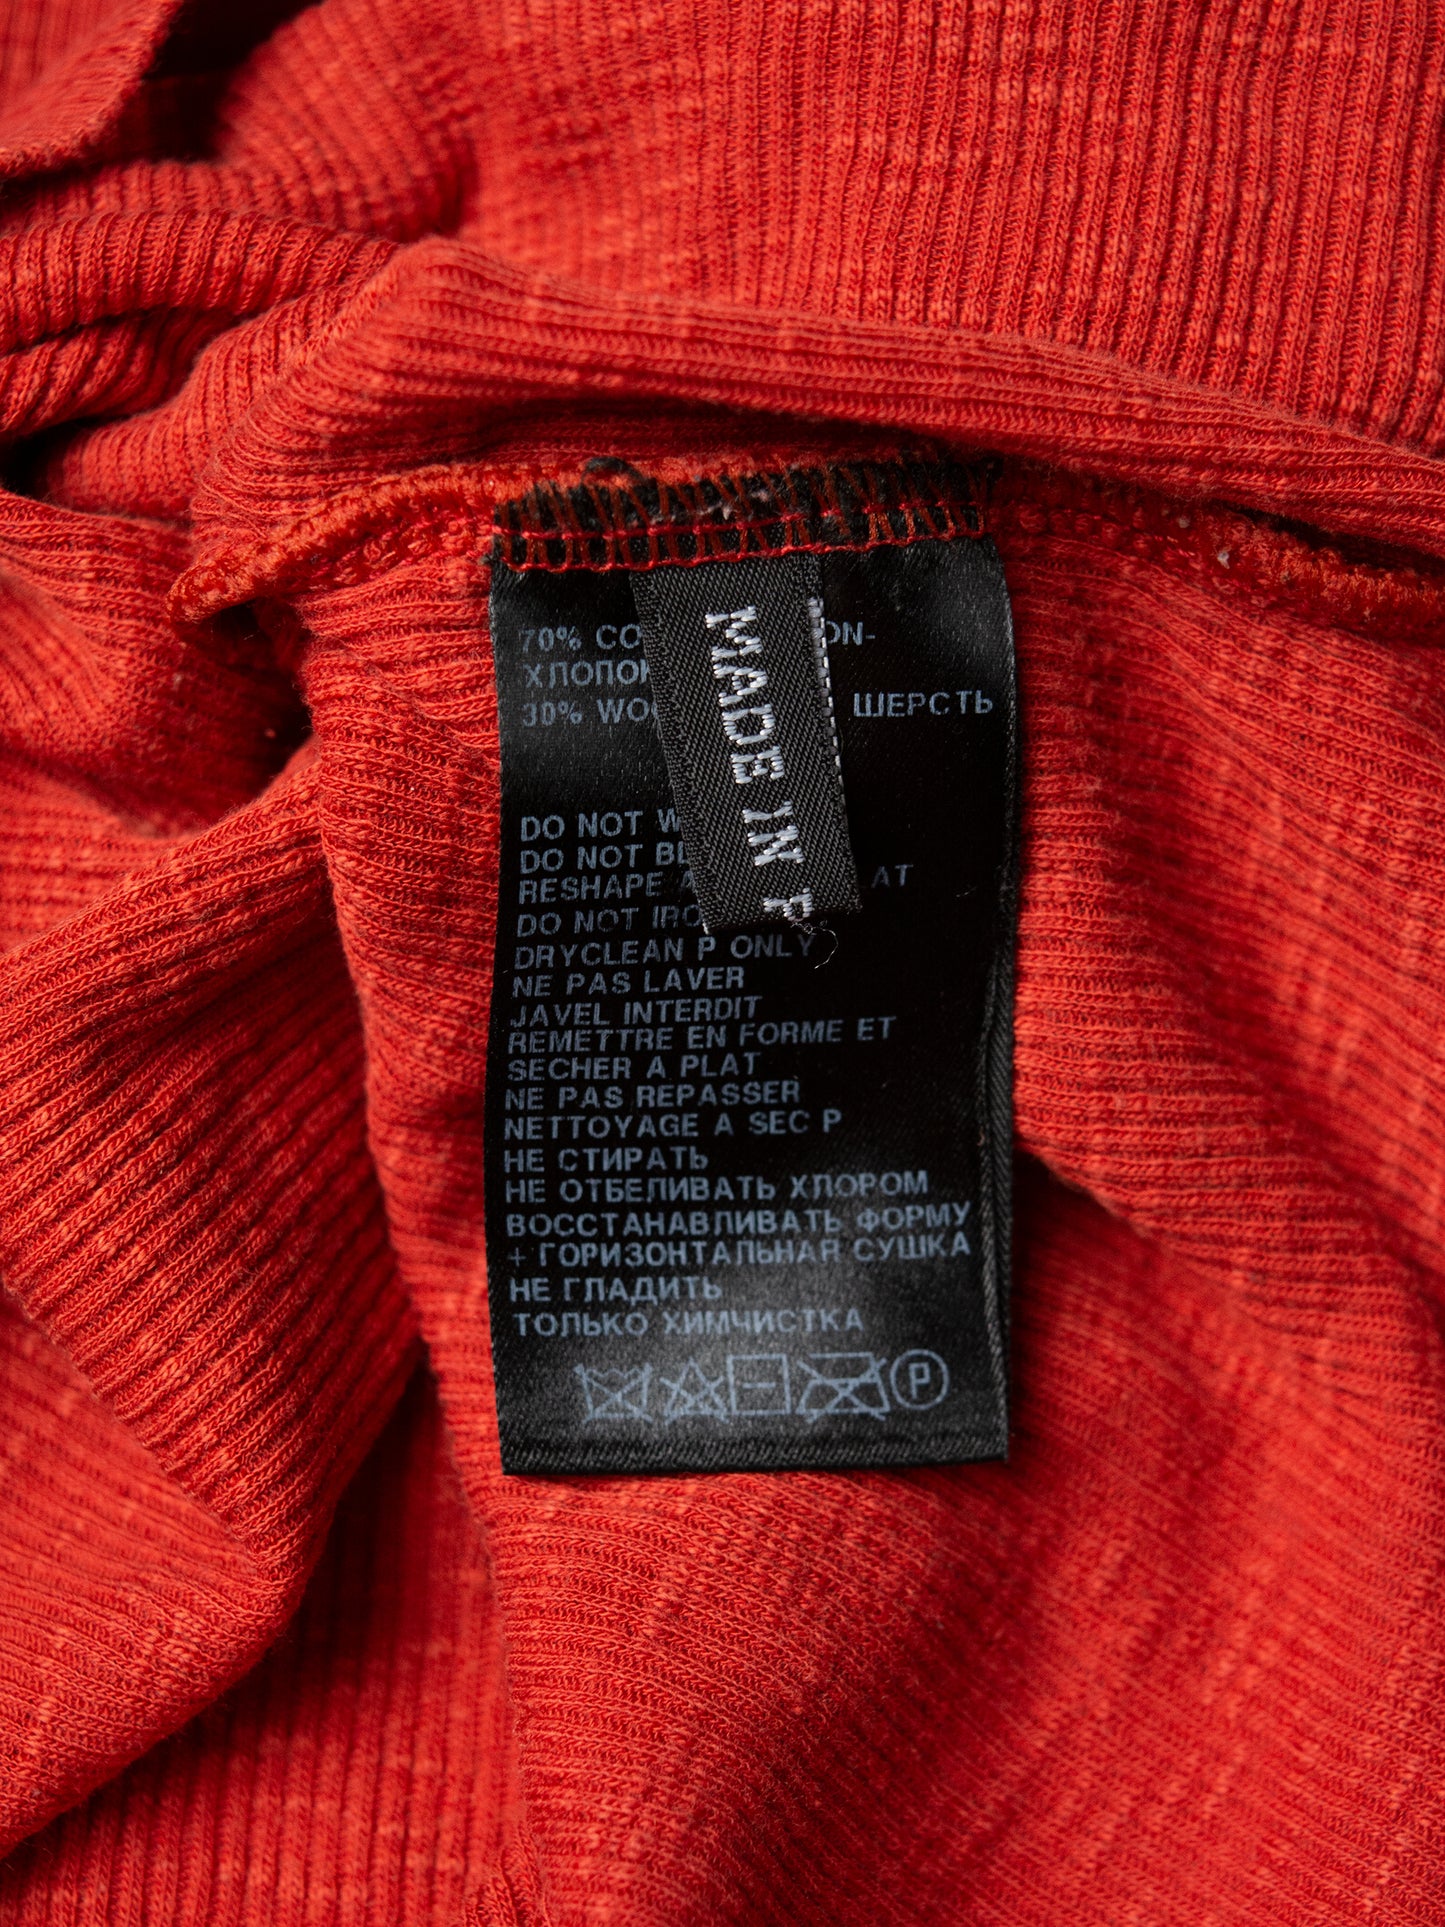 70% CO ON-
ХЛОПОК
30% WO ШЕРСТЬ
MADE IN
DO NOT W
DO NOT BL
RESHAPE AT
DO NOT IRO
DRYCLEAN P ONLY
NE PAS LAVER
JAVEL INTERDIT
REMETTRE EN FORME ET
SECHER A PLAT
NE PAS REPASSER
NETTOYAGE A SEC P
НЕ СТИРАТЬ
НЕ ОТБЕЛИВАТЬ ХЛОРОМ
ВОССТАНАВЛИВАТЬ ФОРМУ
+ ГОРИЗОНТАЛЬНАЯ СУШКА
НЕ ГЛАДИТЬ
ТОЛЬКО ХИМЧИСТКА
P